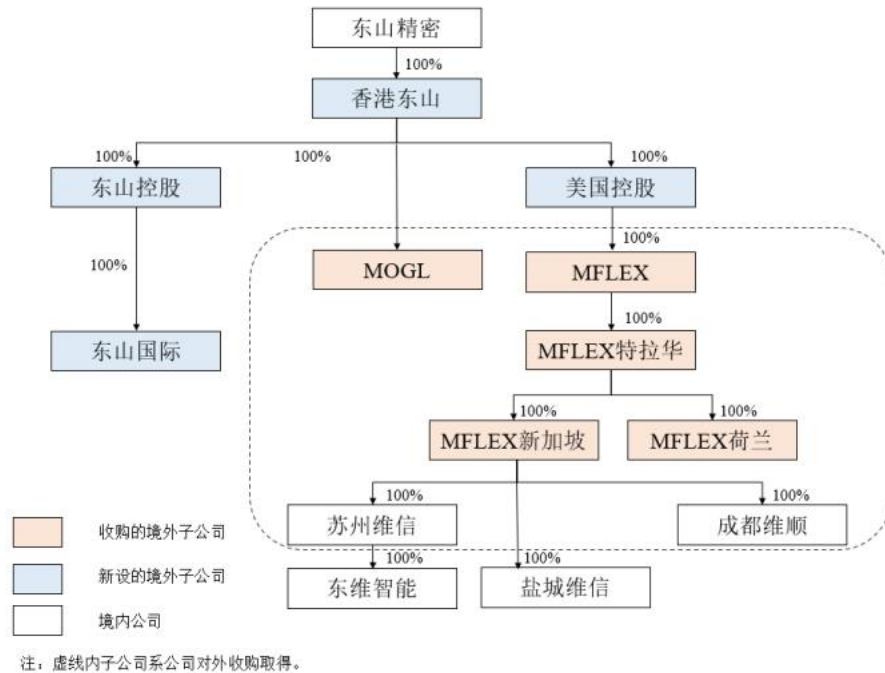 东山精密
100%
香港东山
100%
100%
100%
东山控股
美国控股
100%
100%
MOGL
MFLEX
100%
东山国际
MFLEX特拉华
100%
100%
MFLEX新加坡
MFLEX荷兰
100%
100%
苏州维信
成都维顺
100%
100%
东维智能
盐城维信
收购的境外子公司
新设的境外子公司
境内公司
注：虚线内子公司系公司对外收购取得。